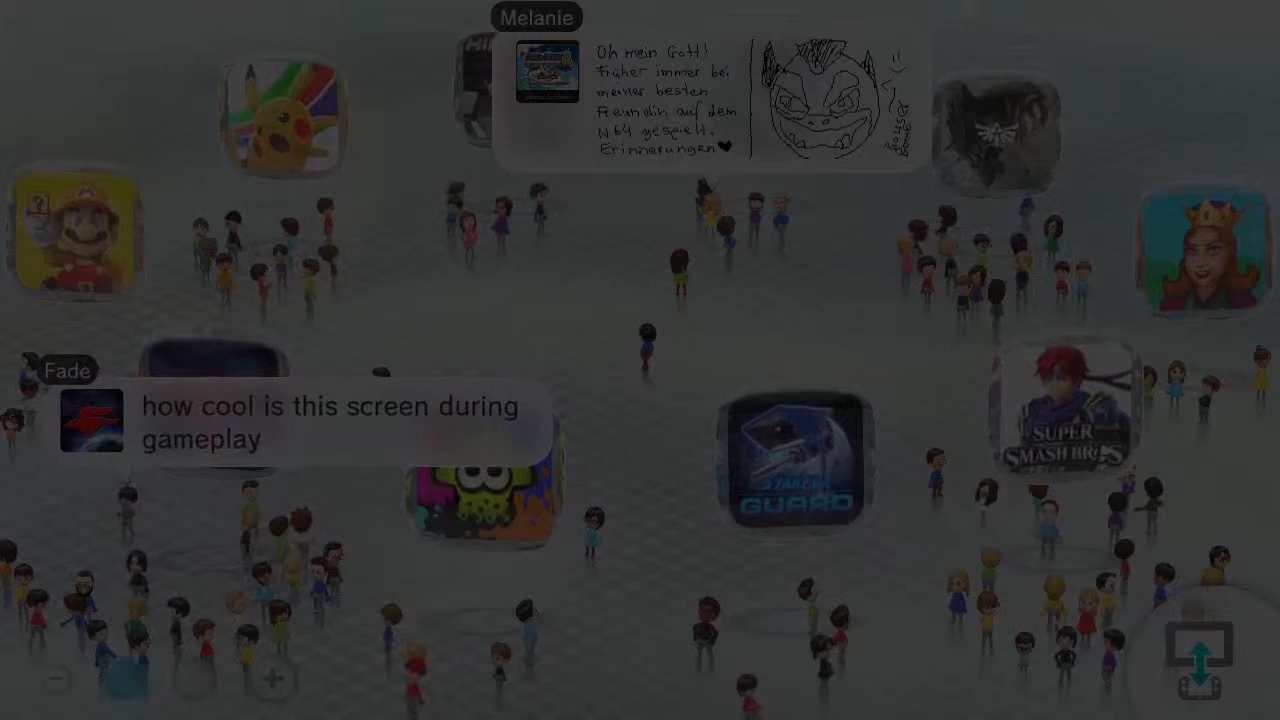 Melanie
Oh mein Gott!
Früher immer bei
meiner besten
Freundin auf dem
N64 gespielt.
Erinnerungen
Fade
how cool is this screen during
gameplay
GUARD
SUPER
SMASH BROS